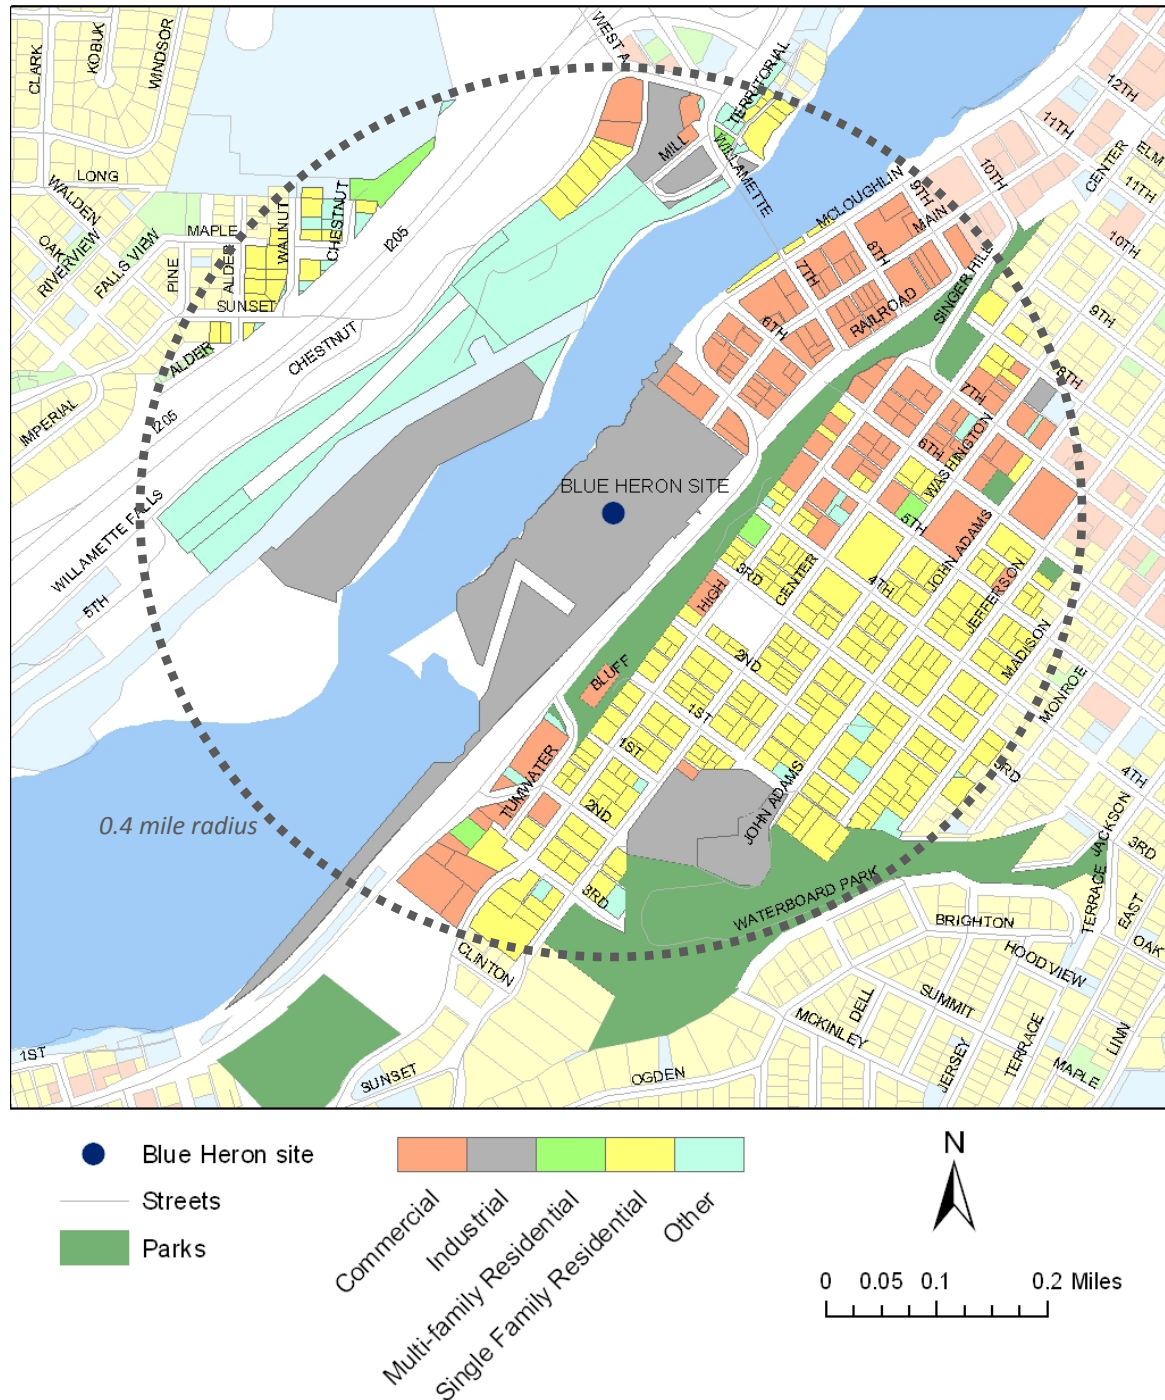 CLARK
KOBUK
WINDSOR
WEST A
TERRITORIAL
12TH
11TH
ELM
CENTER
10TH
11TH
MILL
WILLAMETTE
LONG
WALDEN
OAK
RIVERVIEW
FALLS VIEW
MAPLE
PINE
ALDER
WALNUT
CHESTNUT
I205
MCLOUGHLIN
9TH
MAIN
8TH
7TH
6TH
RAILROAD
SINGER HILL
10TH
9TH
8TH
SUNSET
CHESTNUT
ALDER
IMPERIAL
I205
7TH
6TH
WASHINGTON
5TH
BLUE HERON SITE
WILLAMETTE FALLS
5TH
JOHN ADAMS
3RD
CENTER
4TH
JEFFERSON
HIGH
MADISON
2ND
BLUFF
MONROE
1ST
1ST
TUMWATER
3RD
4TH
JOHN ADAMS
2ND
JACKSON
3RD
0.4 mile radius
3RD
WATERBOARD PARK
TERRACE
EAST
BRIGHTON
OAK
HOOD VIEW
CLINTON
DELL
SUMMIT
MCKINLEY
LINN
1ST
SUNSET
OGDEN
JERSEY
TERRACE
MAPLE
Blue Heron site
Streets
Parks
Commercial
Industrial
Multi-family Residential
Single Family Residential
Other
N
0 0.05 0.1 0.2 Miles